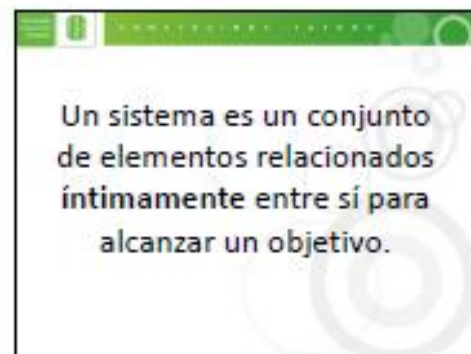 Un sistema es un conjunto
de elementos relacionados
íntimamente entre sí para
alcanzar un objetivo.